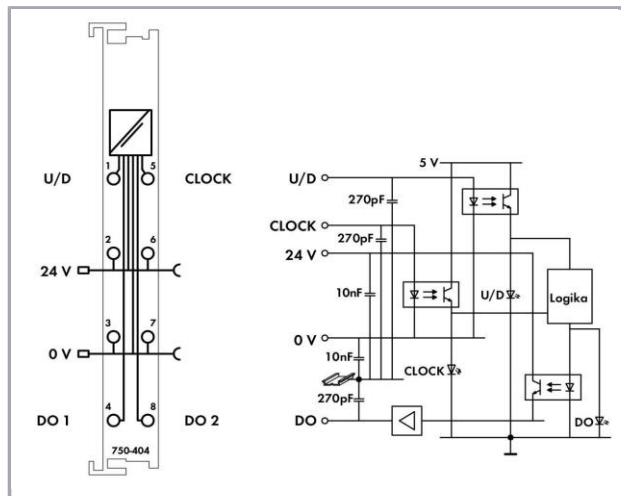 1 5
U/D CLOCK
2 6
24 V
3 7
0 V
4 8
DO 1 DO 2
750-404
5 V
U/D
270pF
CLOCK
270pF
24 V
10nF
U/D
Logika
0 V
10nF
CLOCK
270pF
DO
DO